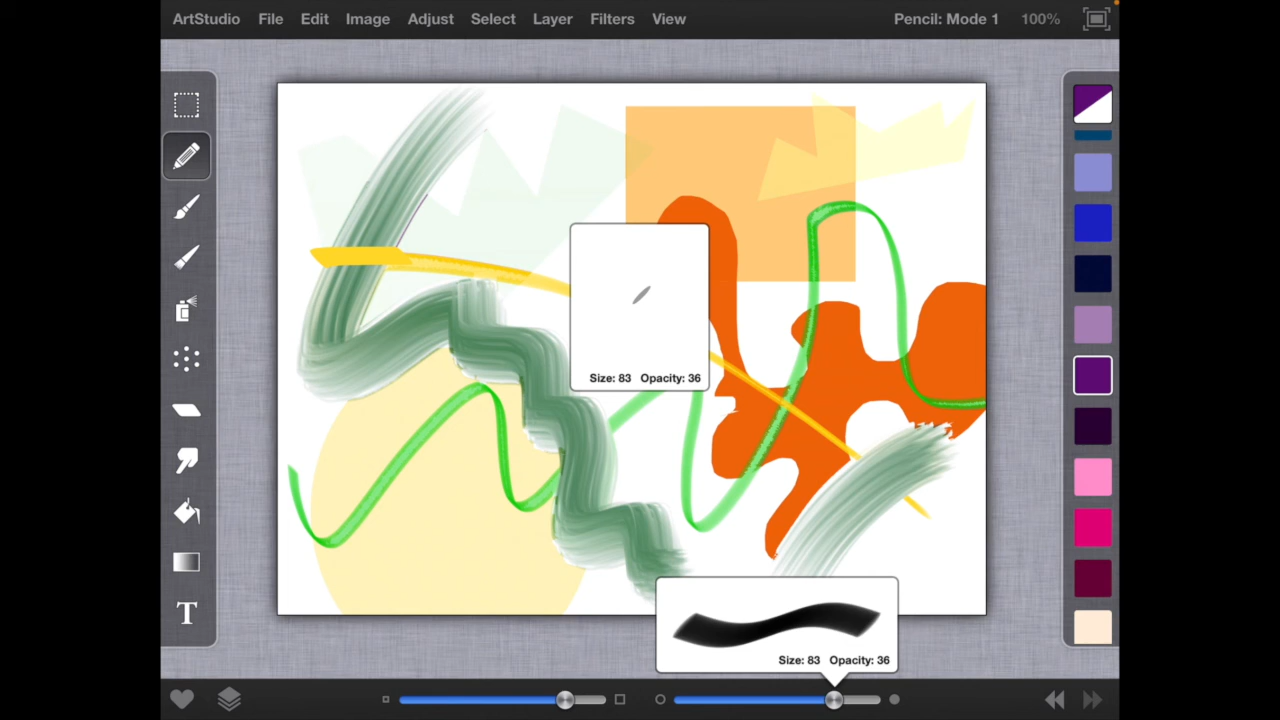 ArtStudio File Edit Image Adjust Select Layer Filters View Pencil: Mode 1 100%
Size: 83 Opacity: 36
T
Size: 83 Opacity: 36